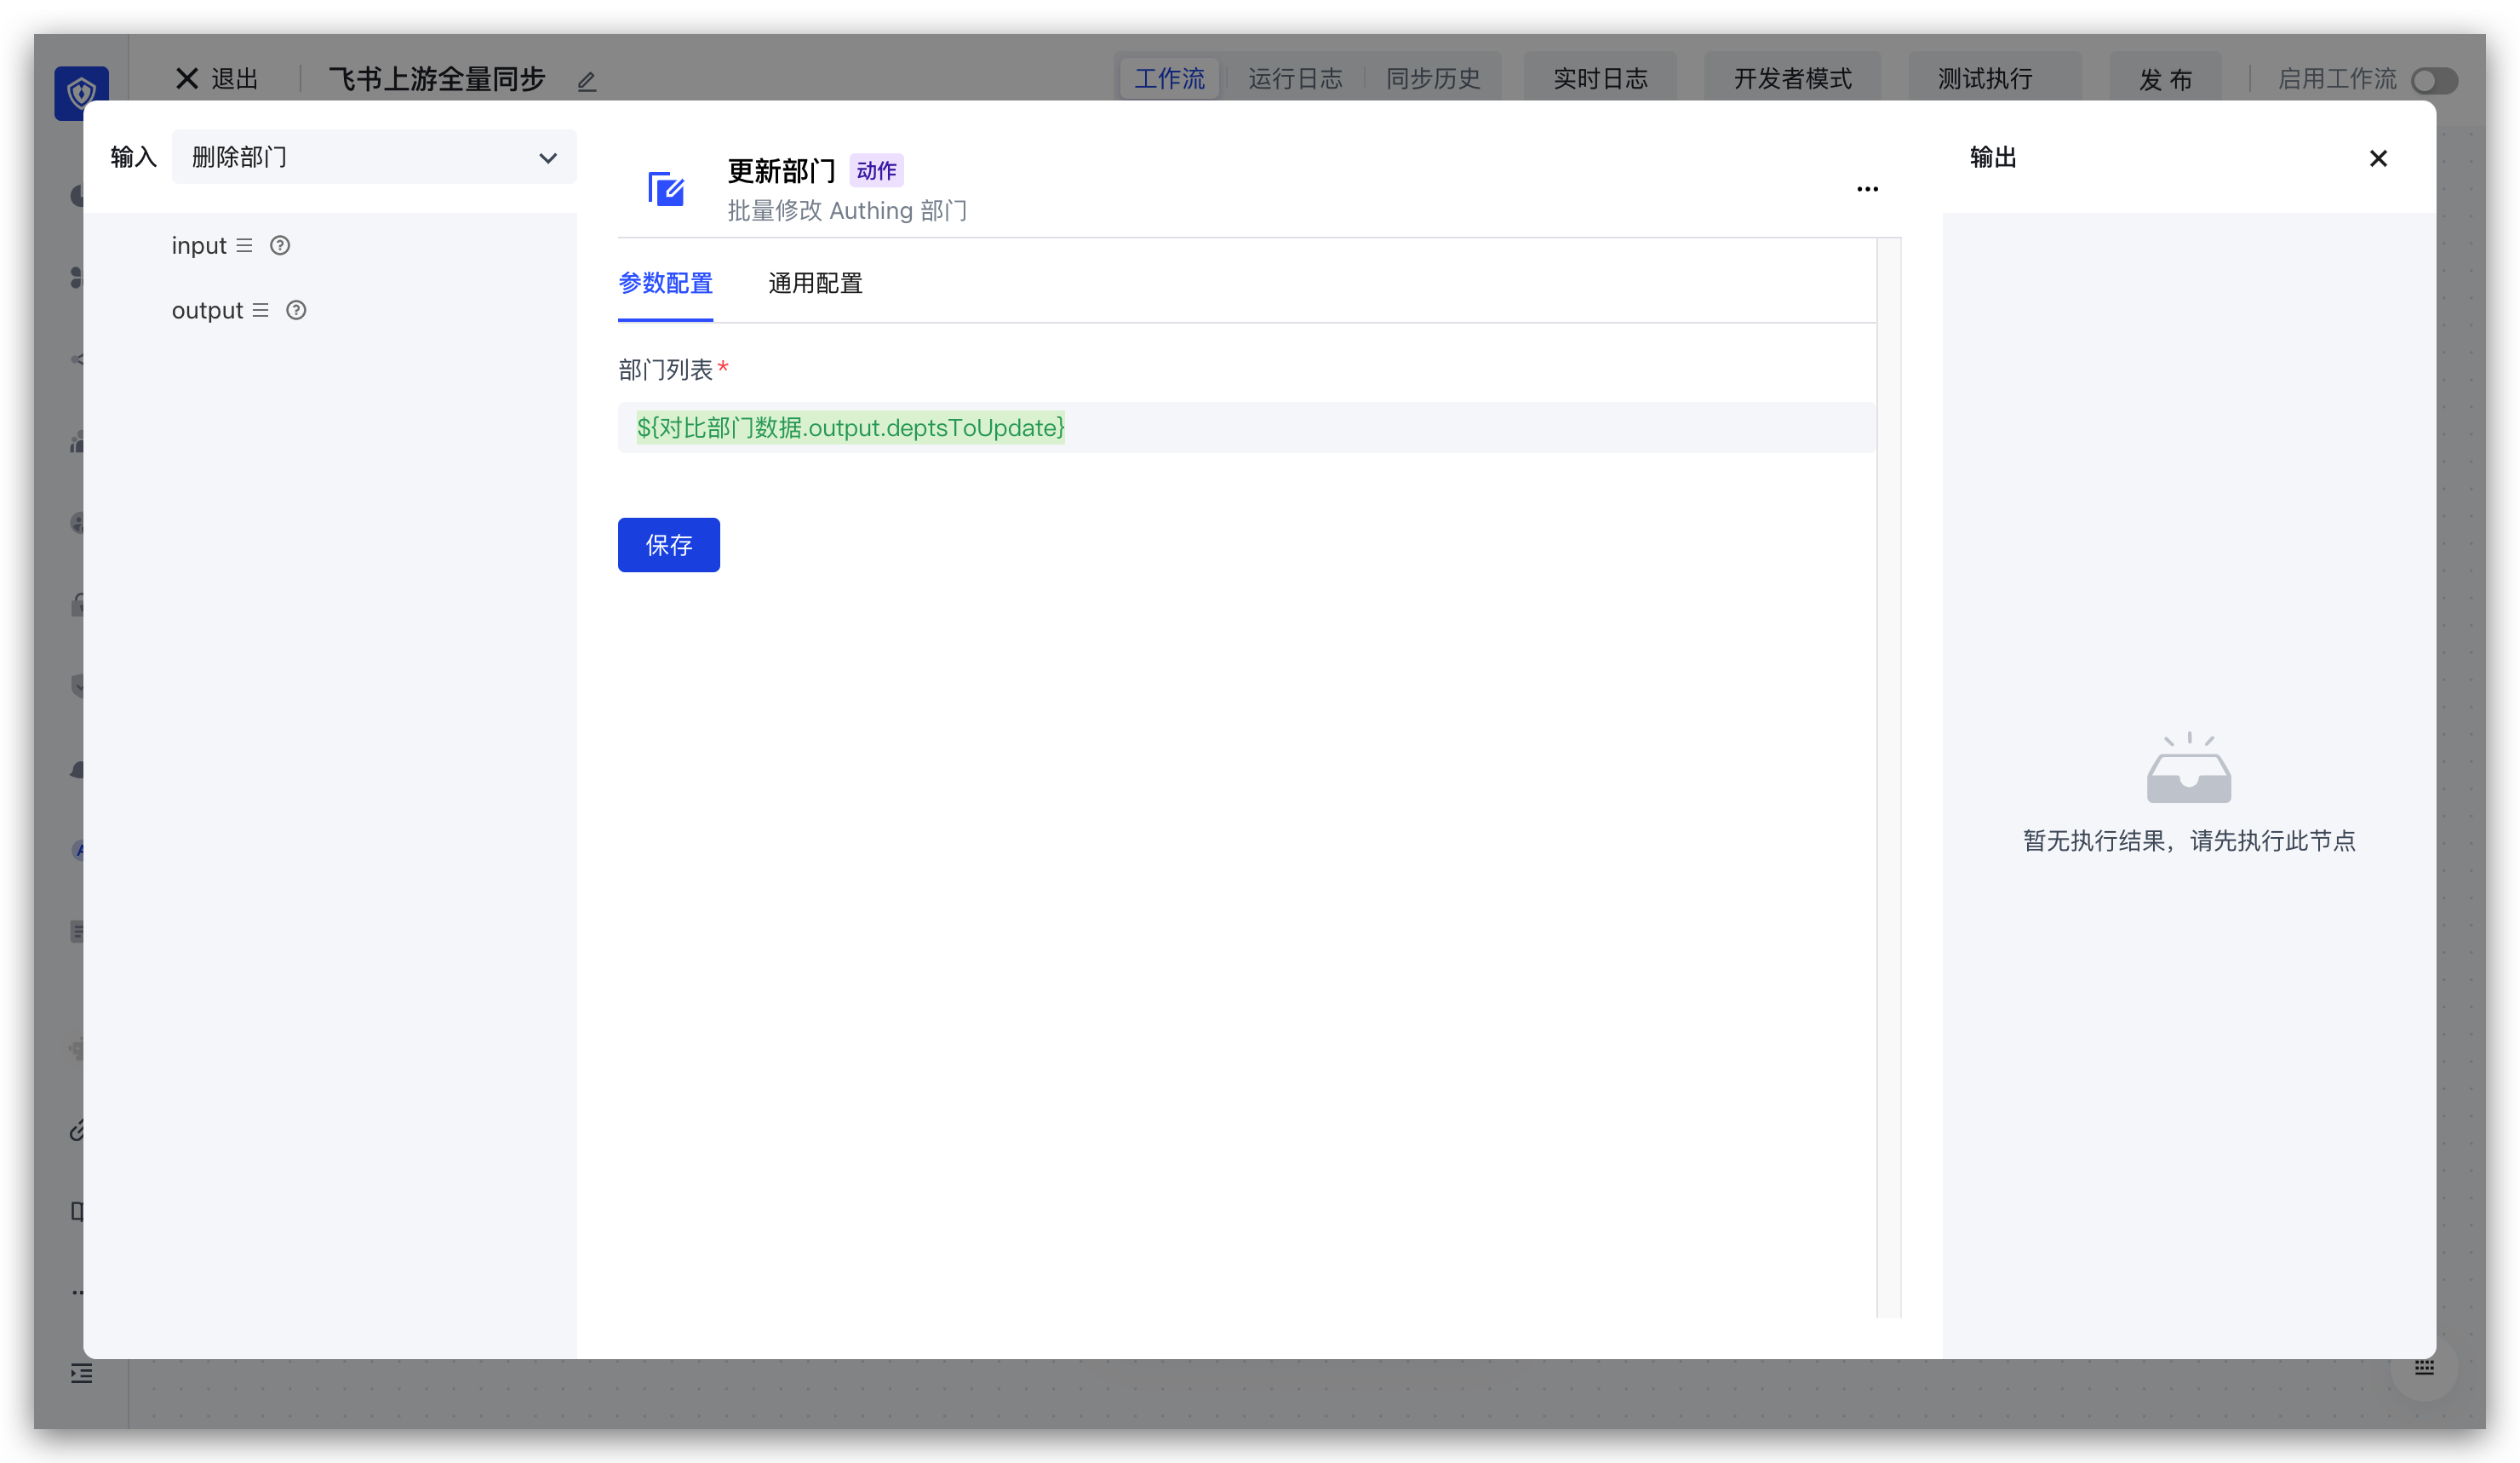 退出
飞书上游全量同步
工作流
运行日志
同步历史
实时日志
开发者模式
测试执行
发 布
启用工作流
输入
删除部门
input
output
更新部门
动作
批量修改 Authing 部门
参数配置
通用配置
部门列表*
${对比部门数据.output.deptsToUpdate}
保存
输出
暂无执行结果，请先执行此节点